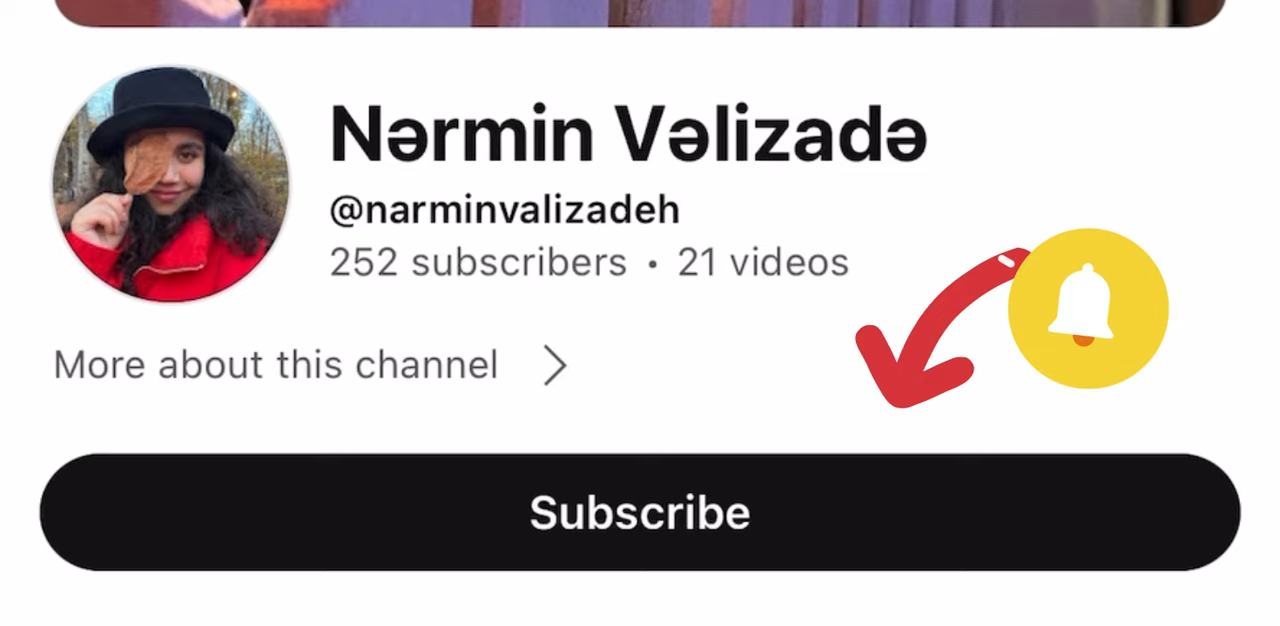 Nərmin Vəlizadə
@narminvalizadeh
252 subscribers • 21 videos
More about this channel
Subscribe